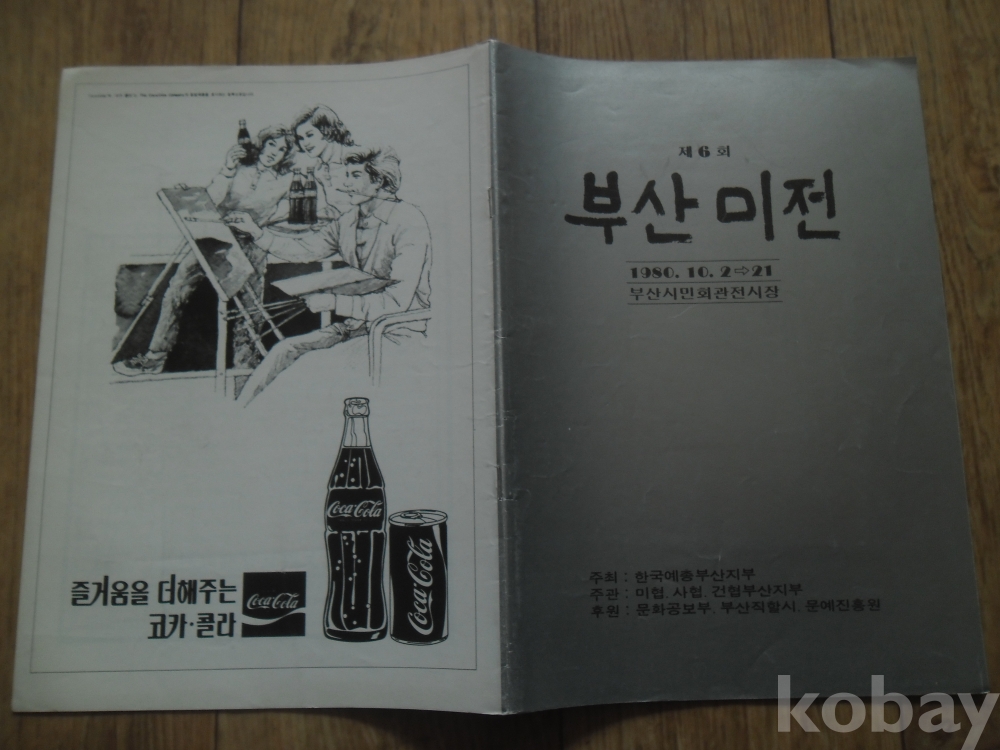 즐거움을 더해주는
코카·콜라
Coca-Cola
Coca-Cola
Coca-Cola
제6회
부산미전
1980. 10. 2⇨21
부산시민회관전시장
주최 : 한국예총부산지부
주관 : 미협. 사협. 건협부산지부
후원 : 문화공보부. 부산직할시. 문예진흥원
kobay